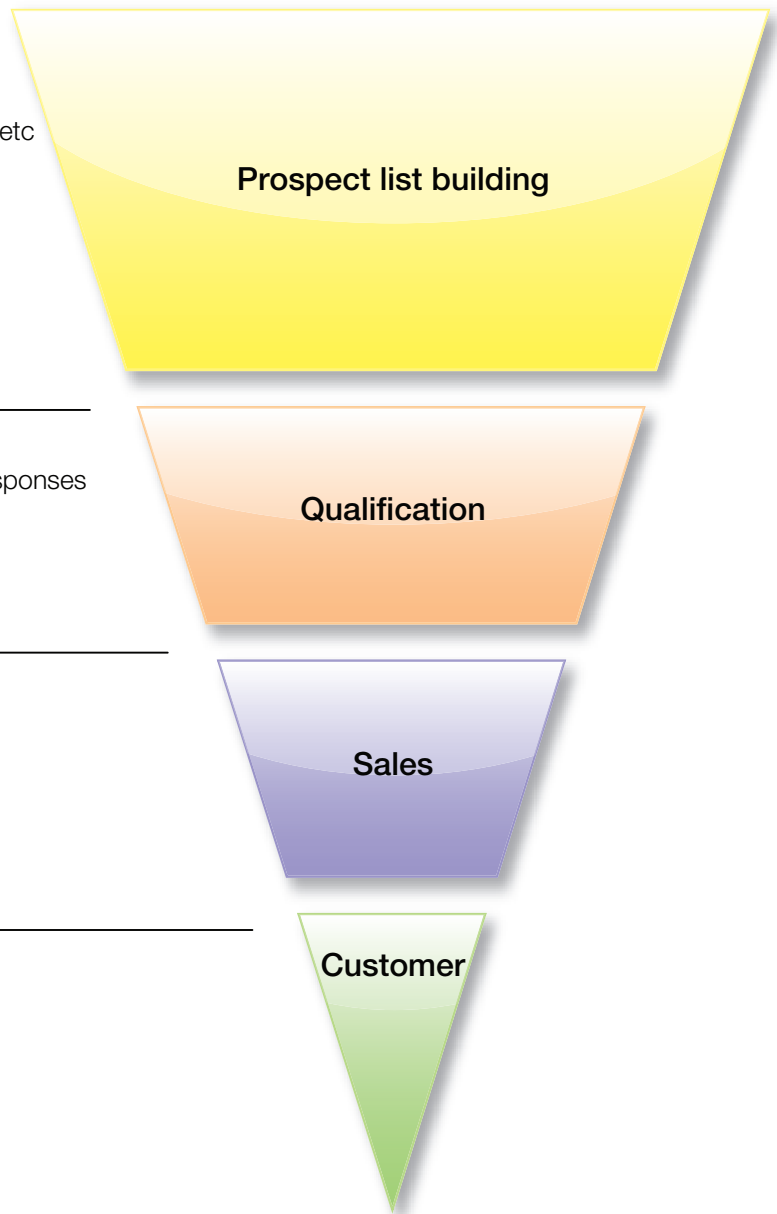 etc
Prospect list building
sponses
Qualification
Sales
Customer